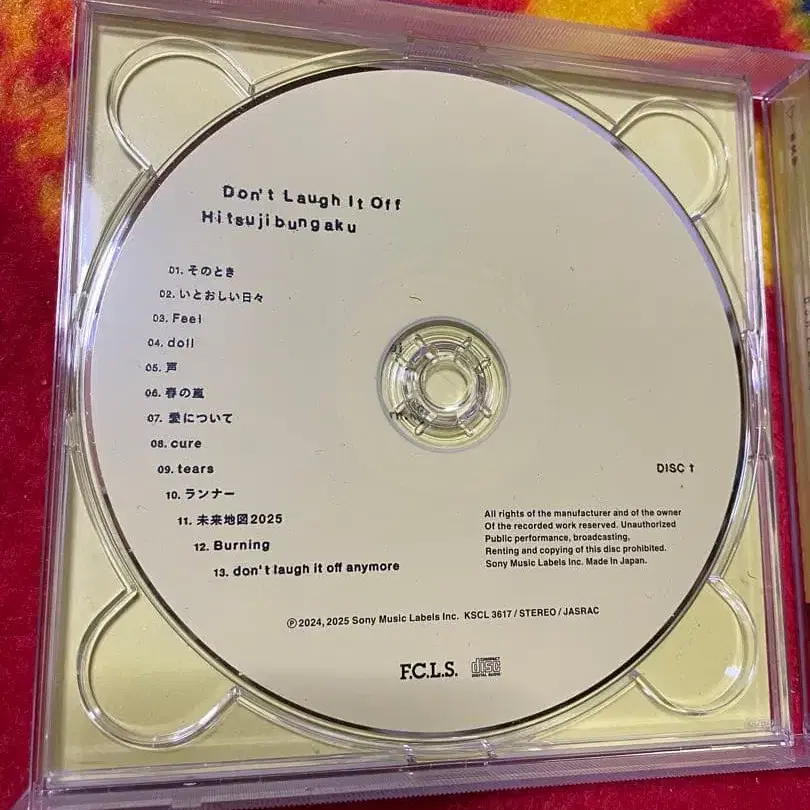 Don't Laugh It Off
Hitsujibungaku
01. そのとき
02. いとおしい日々
03. Feel
04. doll
05. 声
06. 春の嵐
07. 愛について
08. cure
09. tears
10. ランナー
11. 未来地図2025
12. Burning
13. don't laugh it off anymore
DISC 1
All rights of the manufacturer and of the owner
Of the recorded work reserved. Unauthorized
Public performance, broadcasting,
Renting and copying of this disc prohibited.
Sony Music Labels Inc. Made In Japan.
Ⓟ 2024, 2025 Sony Music Labels Inc. KSCL 3617 / STEREO / JASRAC
F.C.L.S.
COMPACT
disc
DIGITAL AUDIO